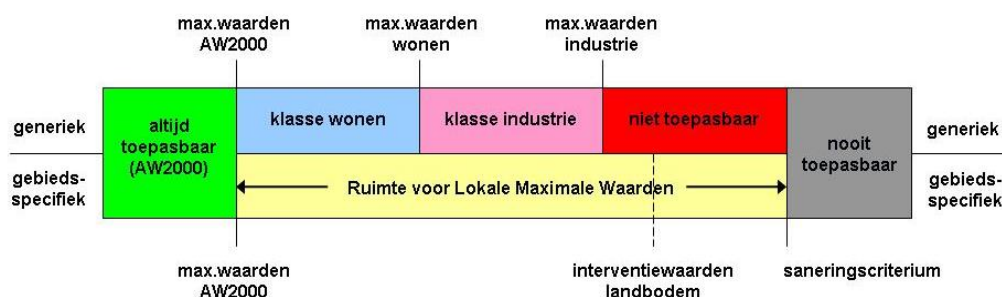 max.waarden
AW2000
max.waarden
wonen
max.waarden
industrie
generiek
altijd
toepasbaar
(AW2000)
klasse wonen
klasse industrie
niet toepasbaar
nooit
toepasbaar
generiek
gebieds-
specifiek
Ruimte voor Lokale Maximale Waarden
gebieds-
specifiek
max.waarden
AW2000
interventiewaarden
landbodem
saneringscriterium